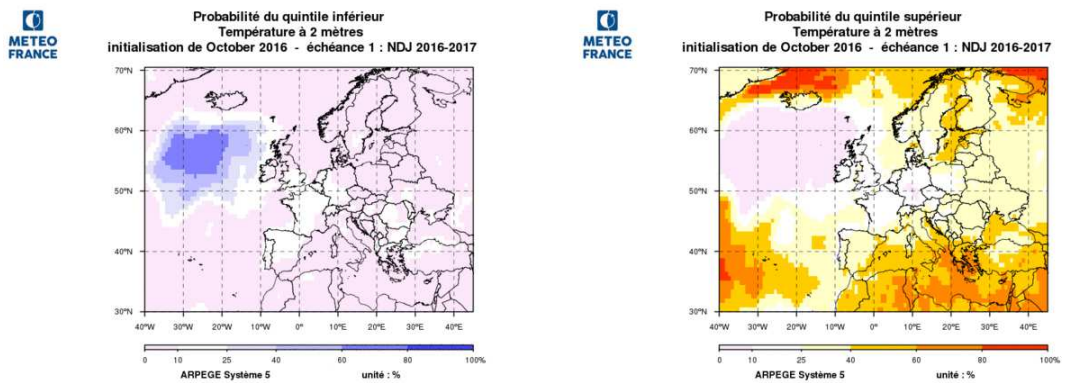 METEO
FRANCE
Probabilité du quintile inférieur
Température à 2 mètres
initialisation de October 2016 - échéance 1 : NDJ 2016-2017
70°N
60°N
50°N
40°N
30°N
40°W 30°W 20°W 10°W 0° 10°E 20°E 30°E 40°E
0 10 25 40 60 80 100%
ARPEGE Système 5 unité : %
METEO
FRANCE
Probabilité du quintile supérieur
Température à 2 mètres
initialisation de October 2016 - échéance 1 : NDJ 2016-2017
70°N
60°N
50°N
40°N
30°N
40°W 30°W 20°W 10°W 0° 10°E 20°E 30°E 40°E
0 10 25 40 60 80 100%
ARPEGE Système 5 unité : %